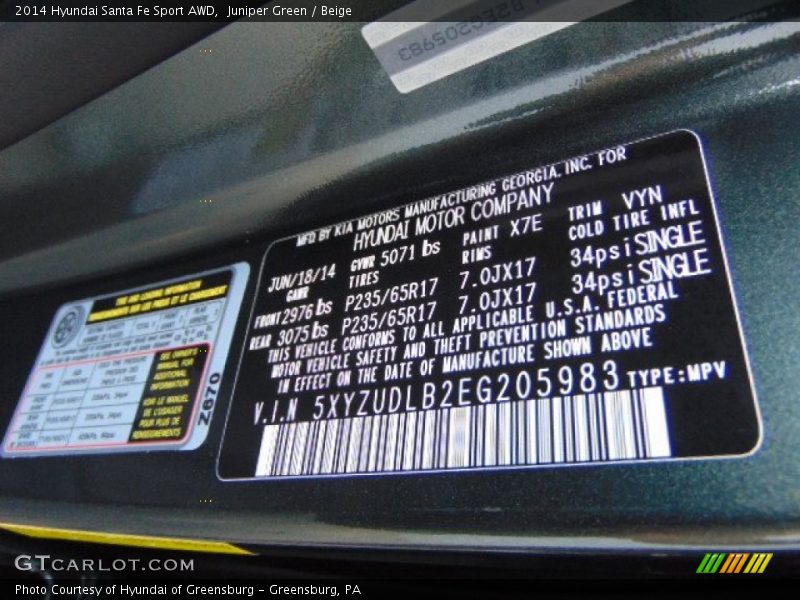 2014 Hyundai Santa Fe Sport AWD,  Juniper Green / Beige
MFD BY KIA MOTORS MANUFACTURING GEORGIA. INC. FOR
HYUNDAI MOTOR COMPANY
JUN/18/14 GVWR 5071 lbs PAINT X7E TRIM VYN
GAWR TIRES RIMS COLD TIRE INFL
FRONT 2976 lbs P235/65R17 7.0JX17 34psi SINGLE
REAR 3075 lbs P235/65R17 7.0JX17 34psi SINGLE
THIS VEHICLE CONFORMS TO ALL APPLICABLE U.S.A. FEDERAL
MOTOR VEHICLE SAFETY AND THEFT PREVENTION STANDARDS
IN EFFECT ON THE DATE OF MANUFACTURE SHOWN ABOVE
V.I.N 5XYZUDLB2EG205983 TYPE:MPV
TIRE AND LOADING INFORMATION
SEE OWNER'S
MANUAL FOR
ADDITIONAL
INFORMATION
VOIR LE MANUEL
DE L'USAGER
POUR PLUS DE
RENSEIGNEMENTS
Z070
GTCARLOT.COM
Photo Courtesy of Hyundai of Greensburg - Greensburg, PA